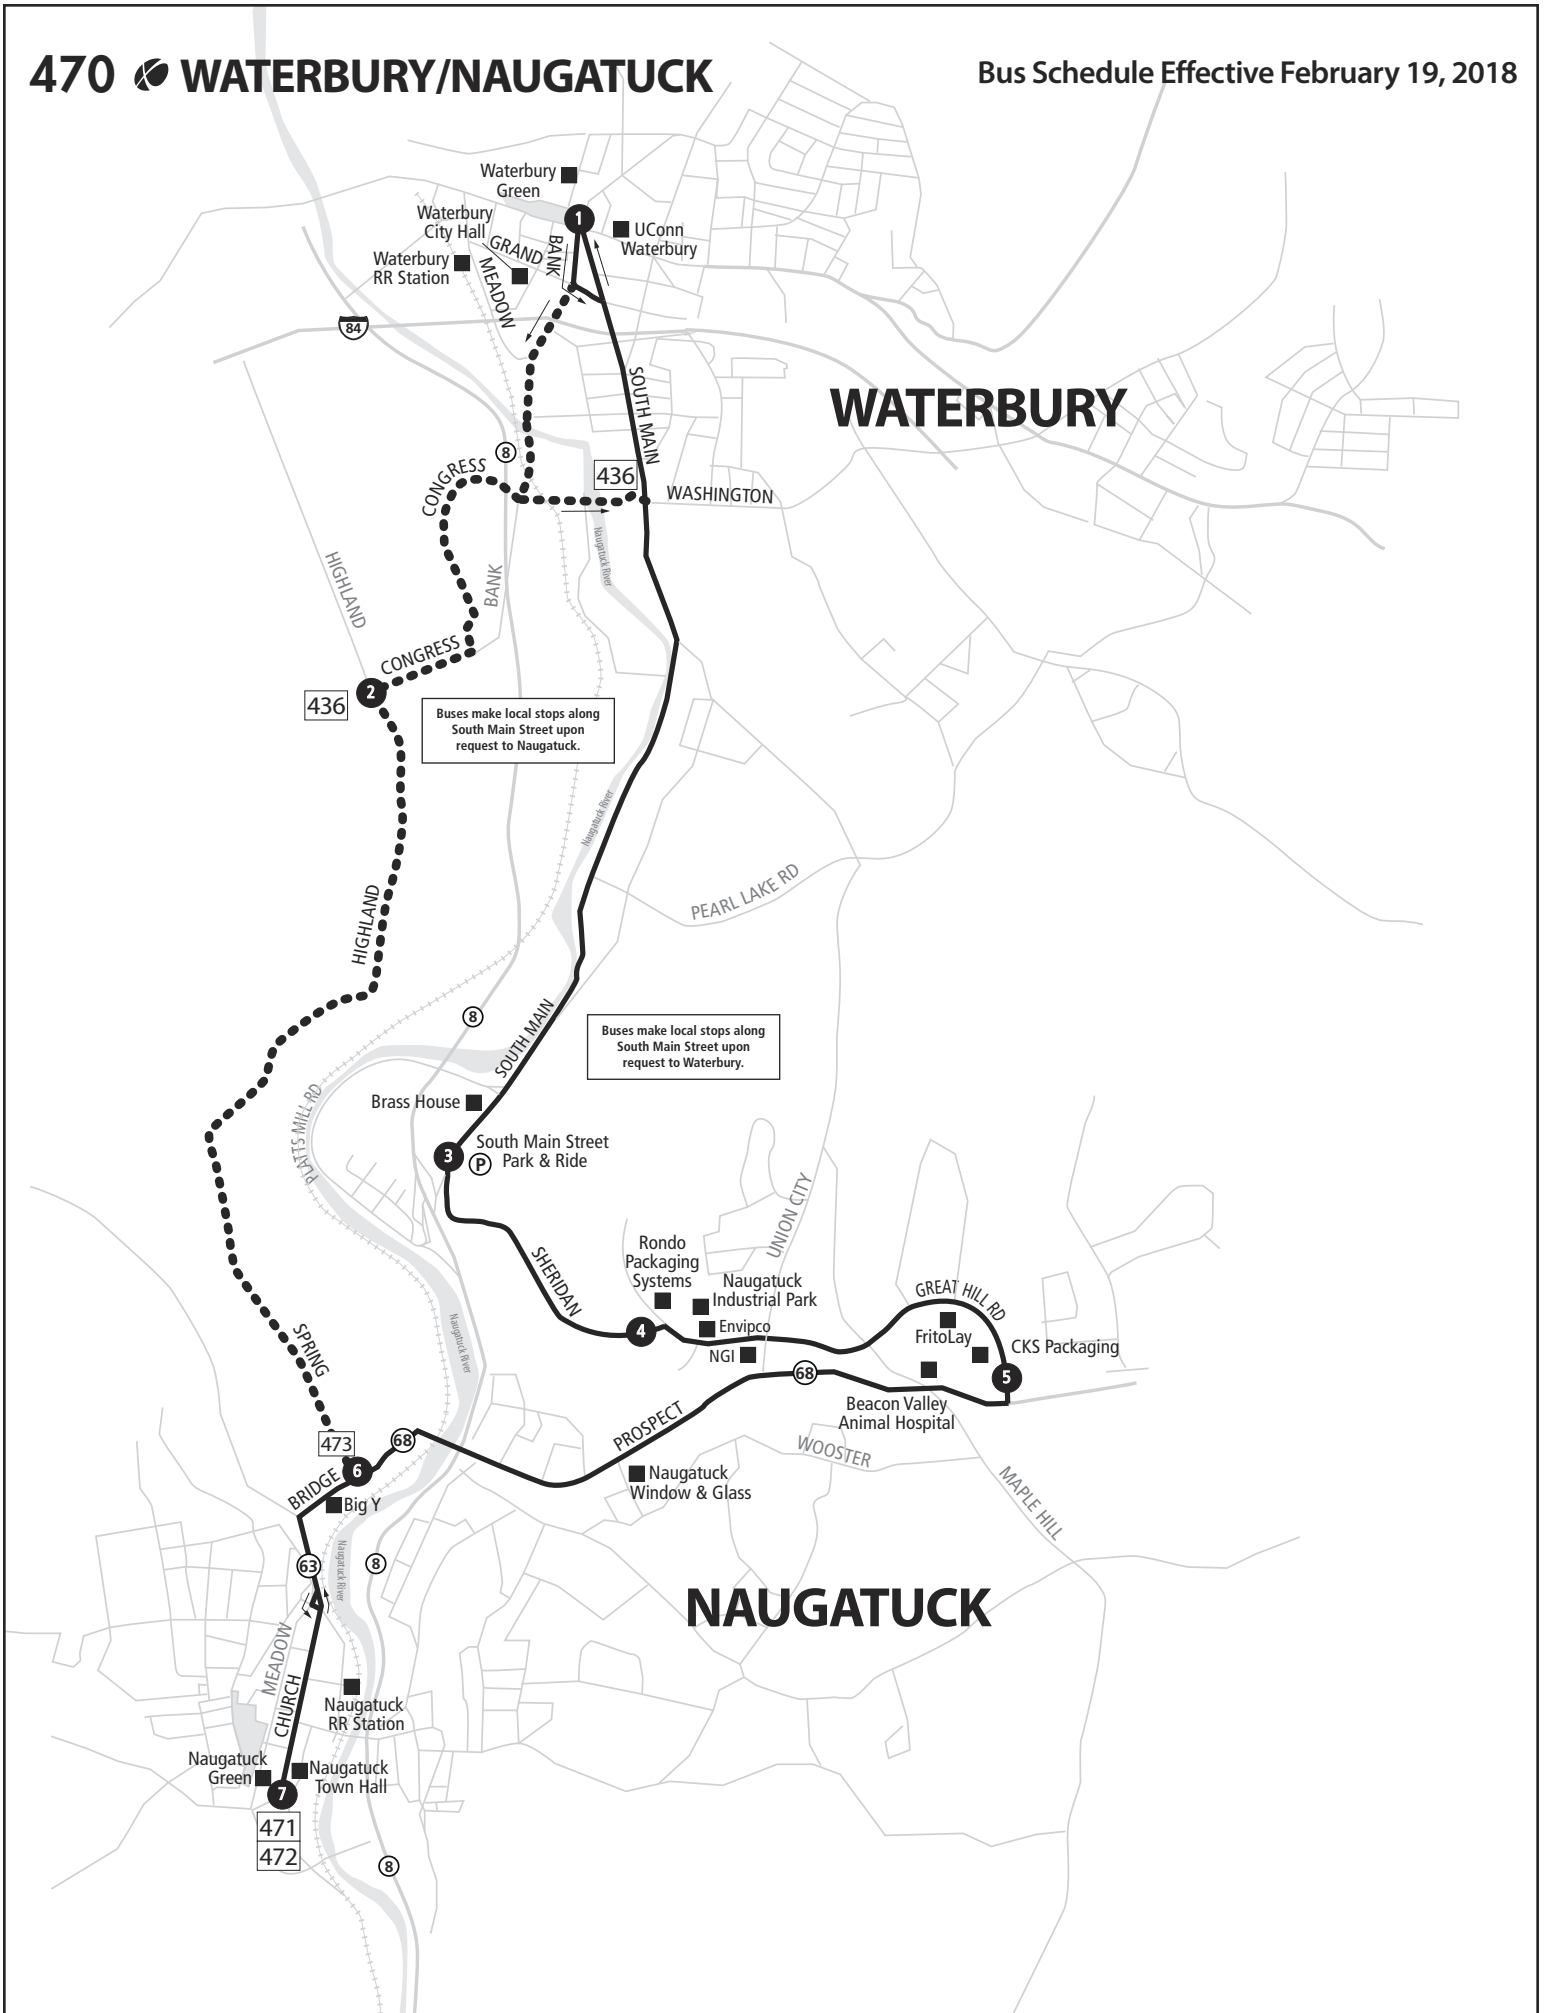 470 WATERBURY/NAUGATUCK
Bus Schedule Effective February 19, 2018
Waterbury
Green
1
UConn
Waterbury
Waterbury
City Hall
GRAND
BANK
Waterbury
RR Station
MEADOW
84
SOUTH MAIN
WATERBURY
8
CONGRESS
436
WASHINGTON
Naugatuck River
HIGHLAND
BANK
CONGRESS
2
436
Buses make local stops along
South Main Street upon
request to Naugatuck.
Naugatuck River
PEARL LAKE RD
HIGHLAND
8
SOUTH MAIN
Buses make local stops along
South Main Street upon
request to Waterbury.
PLATTS MILL RD
Brass House
3
South Main Street
P Park & Ride
UNION CITY
SHERIDAN
Rondo
Packaging
Systems
Naugatuck
Industrial Park
Envipco
4
NGI
GREAT HILL RD
FritoLay
CKS Packaging
5
68
Beacon Valley
Animal Hospital
Naugatuck River
SPRING
473
68
6
BRIDGE
Big Y
PROSPECT
Naugatuck
Window & Glass
WOOSTER
MAPLE HILL
63
Naugatuck River
8
NAUGATUCK
MEADOW
CHURCH
Naugatuck
RR Station
Naugatuck
Green
Naugatuck
Town Hall
7
471
472
8